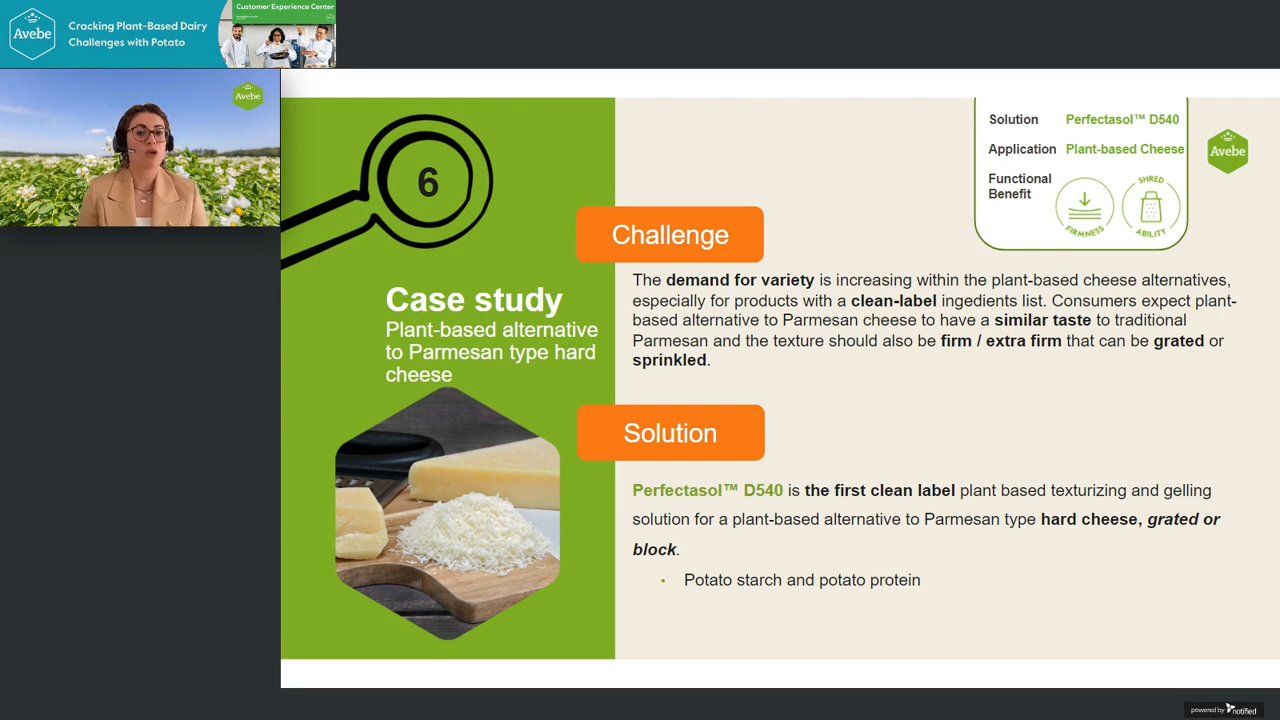 Avebe
Cracking Plant-Based Dairy
Challenges with Potato
Customer Experience Center
Avebe
6
Case study
Plant-based alternative
to Parmesan type hard
cheese
Solution Perfectasol™ D540
Application Plant-based Cheese
Functional
Benefit
FIRMNESS
SHRED
ABILITY
Avebe
Challenge
The demand for variety is increasing within the plant-based cheese alternatives,
especially for products with a clean-label ingedients list. Consumers expect plant-
based alternative to Parmesan cheese to have a similar taste to traditional
Parmesan and the texture should also be firm / extra firm that can be grated or
sprinkled.
Solution
Perfectasol™ D540 is the first clean label plant based texturizing and gelling
solution for a plant-based alternative to Parmesan type hard cheese, grated or
block.
• Potato starch and potato protein
powered by notified